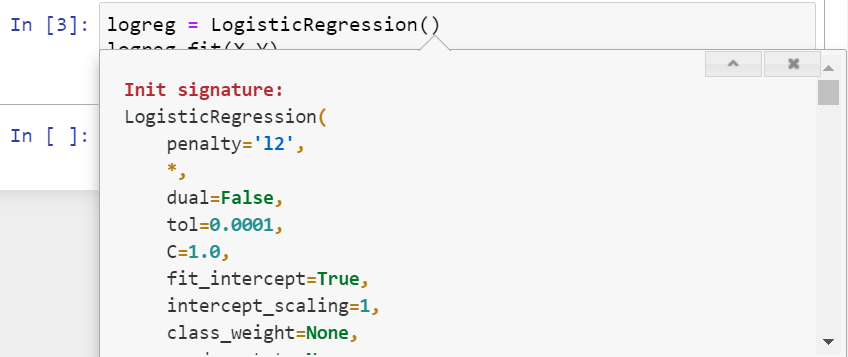 In [3]: logreg = LogisticRegression()
logreg.fit(X,Y)
Init signature:
LogisticRegression(
penalty='l2',
*,
dual=False,
tol=0.0001,
C=1.0,
fit_intercept=True,
intercept_scaling=1,
class_weight=None,
In [ ]: